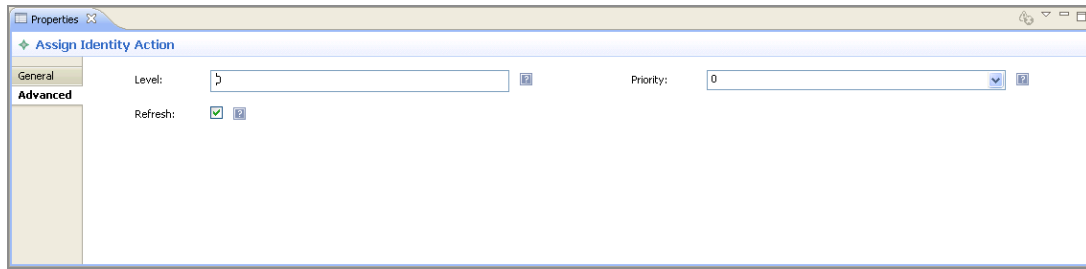 Properties
Assign Identity Action
General
Advanced
Level:
Priority: 0
Refresh: